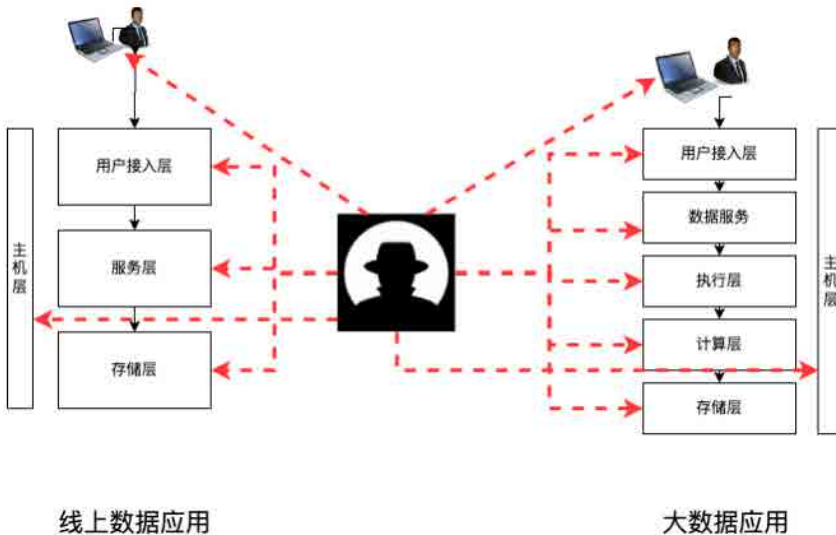 用户接入层
服务层
存储层
主机层
用户接入层
数据服务
执行层
计算层
存储层
主机层
线上数据应用
大数据应用